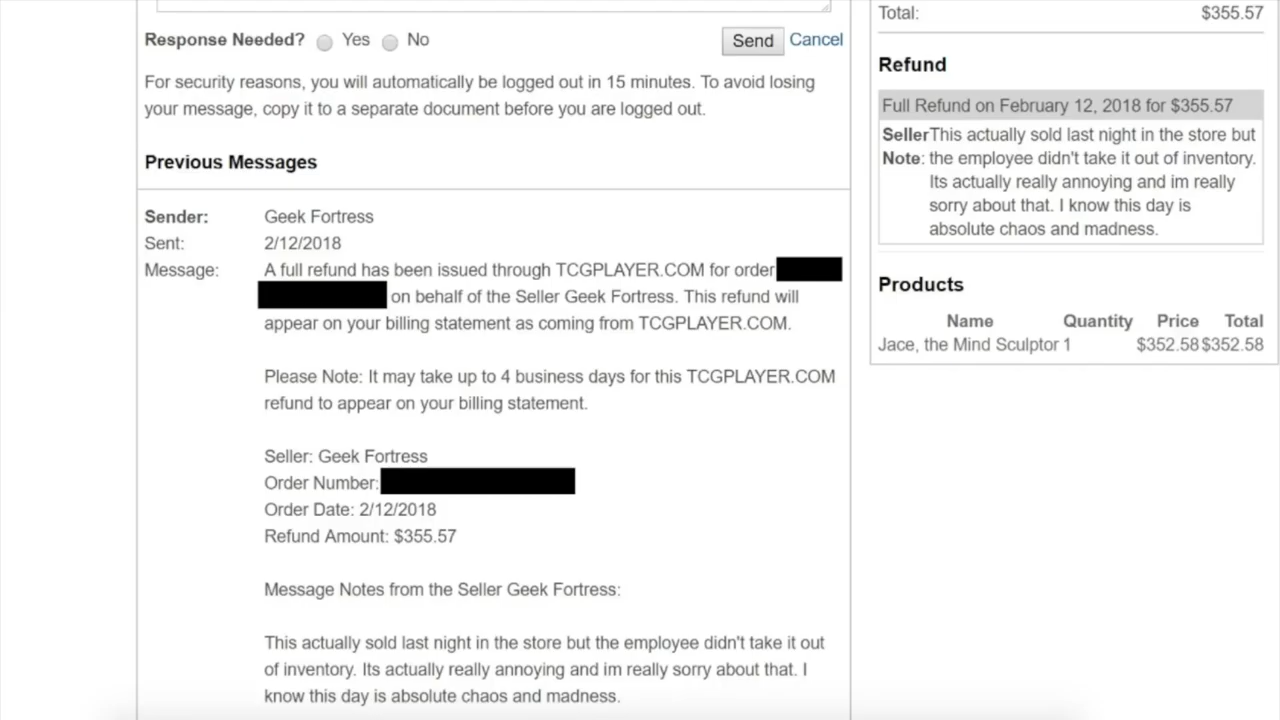 Response Needed? Yes No Send Cancel
For security reasons, you will automatically be logged out in 15 minutes. To avoid losing
your message, copy it to a separate document before you are logged out.
Previous Messages
Sender: Geek Fortress
Sent: 2/12/2018
Message: A full refund has been issued through TCGPLAYER.COM for order
on behalf of the Seller Geek Fortress. This refund will
appear on your billing statement as coming from TCGPLAYER.COM.
Please Note: It may take up to 4 business days for this TCGPLAYER.COM
refund to appear on your billing statement.
Seller: Geek Fortress
Order Number:
Order Date: 2/12/2018
Refund Amount: $355.57
Message Notes from the Seller Geek Fortress:
This actually sold last night in the store but the employee didn't take it out
of inventory. Its actually really annoying and im really sorry about that. I
know this day is absolute chaos and madness.
Total: $355.57
Refund
Full Refund on February 12, 2018 for $355.57
Seller This actually sold last night in the store but
Note: the employee didn't take it out of inventory.
Its actually really annoying and im really
sorry about that. I know this day is
absolute chaos and madness.
Products
Name Quantity Price Total
Jace, the Mind Sculptor 1 $352.58 $352.58